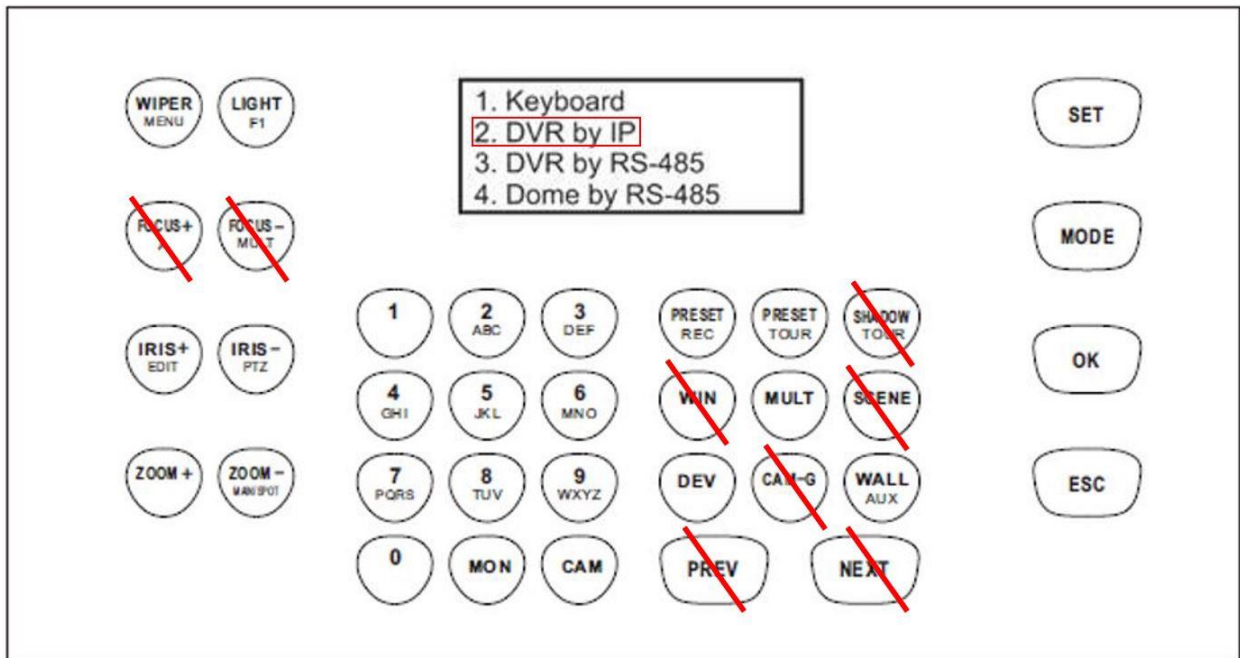 1. Keyboard
2. DVR by IP
3. DVR by RS-485
4. Dome by RS-485
WIPER
MENU
LIGHT
F1
SET
FOCUS+
FOCUS-
MULT
MODE
1
2
ABC
3
DEF
PRESET
REC
PRESET
TOUR
SHADOW
TOUR
IRIS+
EDIT
IRIS-
PTZ
OK
4
GHI
5
JKL
6
MNO
WIN
MULT
SCENE
ZOOM+
ZOOM-
MAIN/SPOT
7
PQRS
8
TUV
9
WXYZ
DEV
CAM-G
WALL
AUX
ESC
0
MON
CAM
PREV
NEXT